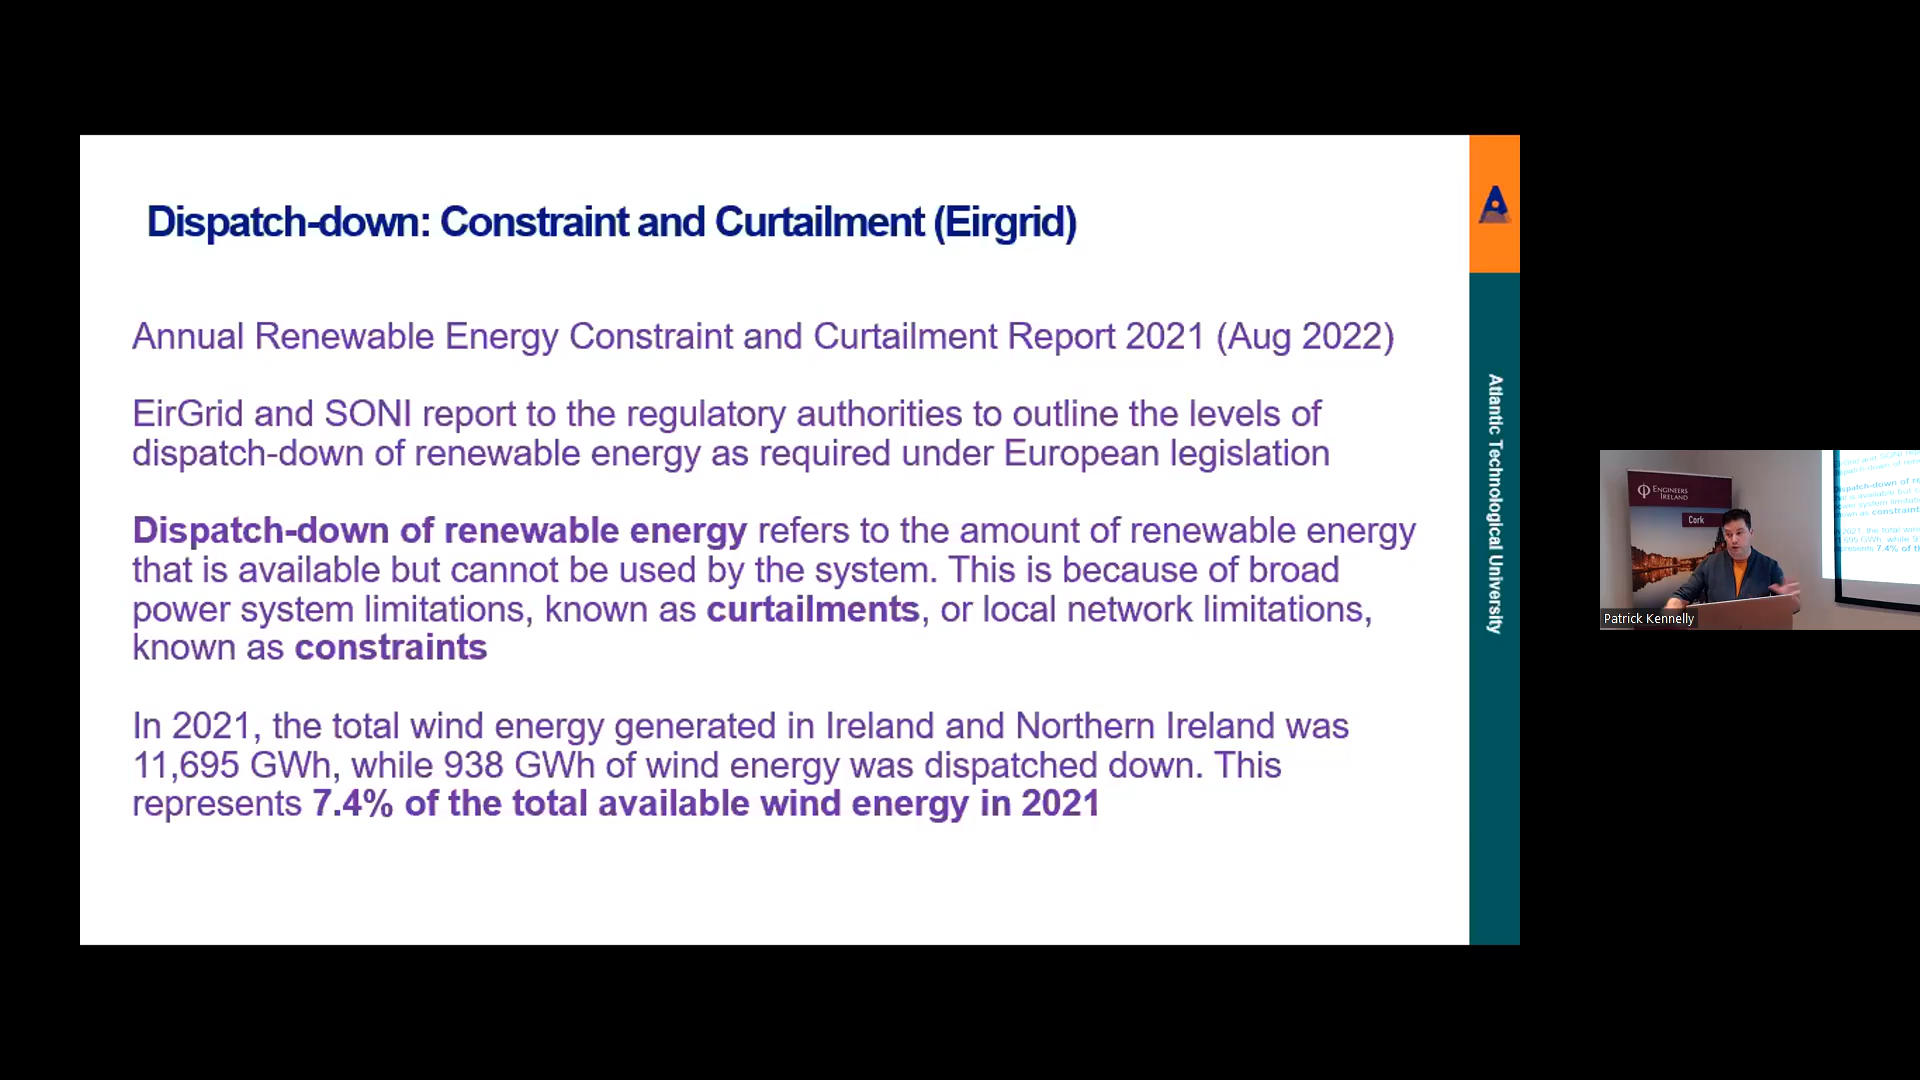 Dispatch-down: Constraint and Curtailment (Eirgrid)
Annual Renewable Energy Constraint and Curtailment Report 2021 (Aug 2022)
EirGrid and SONI report to the regulatory authorities to outline the levels of
dispatch-down of renewable energy as required under European legislation
Dispatch-down of renewable energy refers to the amount of renewable energy
that is available but cannot be used by the system. This is because of broad
power system limitations, known as curtailments, or local network limitations,
known as constraints
In 2021, the total wind energy generated in Ireland and Northern Ireland was
11,695 GWh, while 938 GWh of wind energy was dispatched down. This
represents 7.4% of the total available wind energy in 2021
Atlantic Technological University
ENGINEERS
IRELAND
Cork
Patrick Kennelly